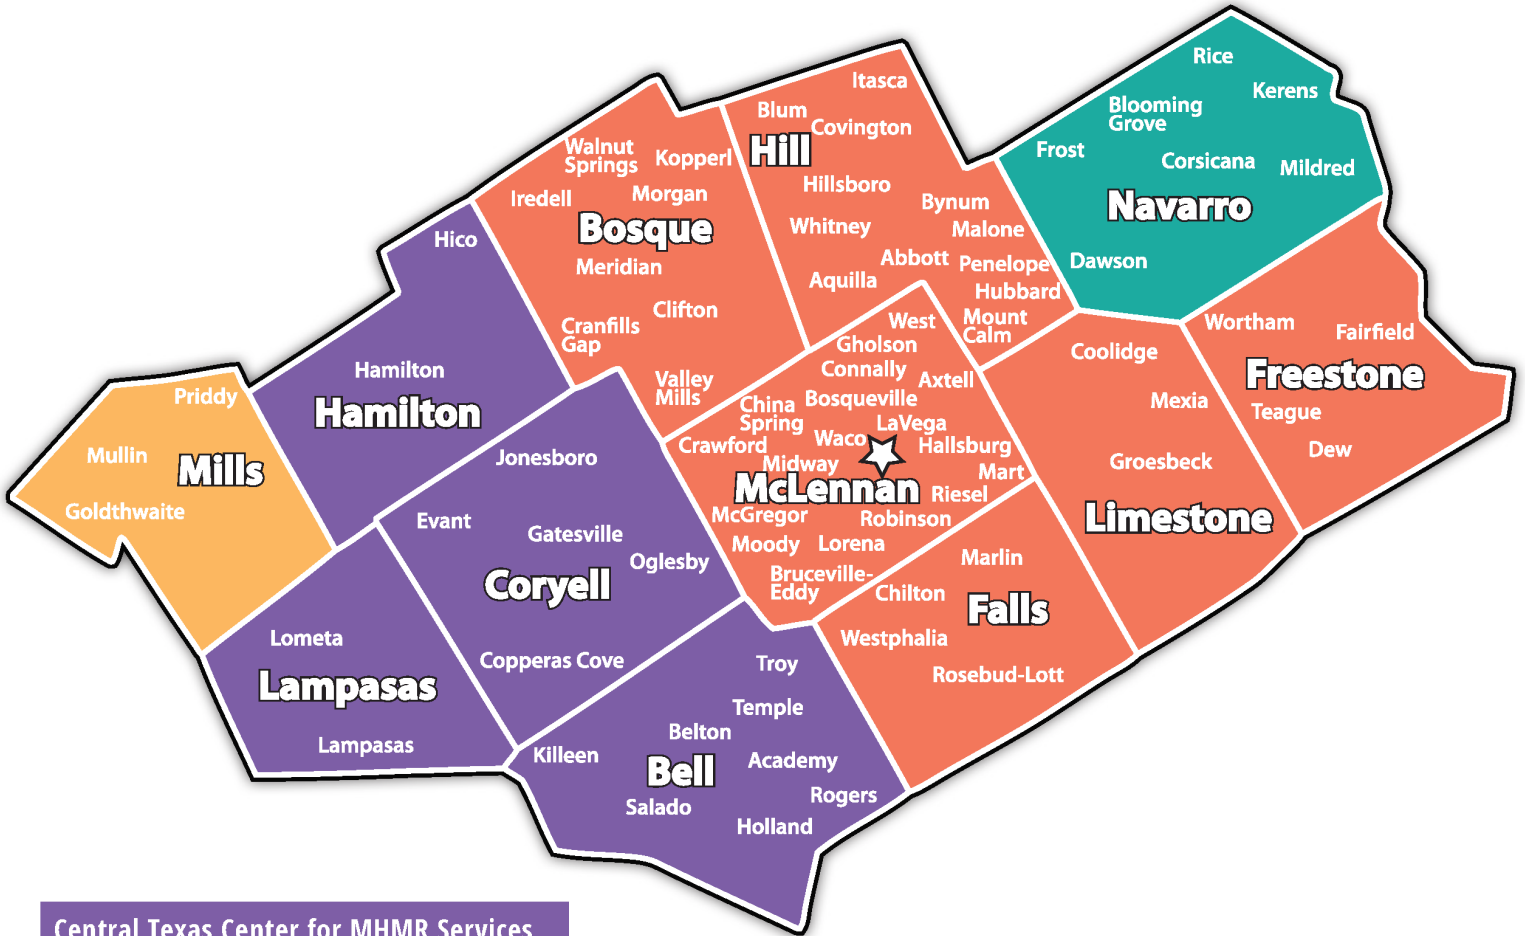 Rice
Kerens
Blooming
Grove
Frost
Corsicana
Mildred
Navarro
Dawson
Itasca
Blum
Covington
Hill
Hillsboro
Bynum
Whitney
Malone
Abbott
Penelope
Aquilla
Hubbard
Mount
Calm
Walnut
Springs
Kopperl
Iredell
Morgan
Bosque
Meridian
Clifton
Cranfills
Gap
Valley
Mills
Hico
Hamilton
Hamilton
Priddy
Mullin
Mills
Goldthwaite
West
Gholson
Connally
Axtell
Bosqueville
China
Spring
LaVega
Crawford
Waco
Hallsburg
Midway
Mart
McLennan
Riesel
McGregor
Robinson
Moody
Lorena
Bruceville-
Eddy
Wortham
Fairfield
Freestone
Teague
Dew
Coolidge
Mexia
Groesbeck
Limestone
Marlin
Chilton
Falls
Westphalia
Rosebud-Lott
Jonesboro
Evant
Gatesville
Oglesby
Coryell
Copperas Cove
Lometa
Lampasas
Lampasas
Troy
Temple
Belton
Killeen
Academy
Bell
Rogers
Salado
Holland
Central Texas Center for MHMR Services